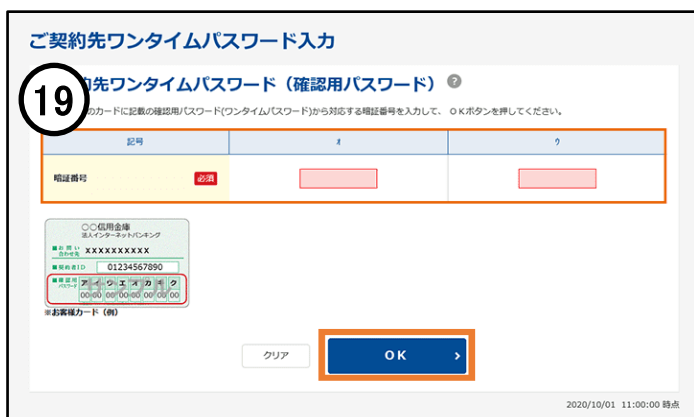 ご契約先ワンタイムパスワード入力
19
約先ワンタイムパスワード（確認用パスワード） ?
のカードに記載の確認用パスワード(ワンタイムパスワード)から対応する暗証番号を入力して、 ＯＫボタンを押してください。
記号 ｵ ｳ
暗証番号 必須
○○信用金庫
法人インターネットバンキング
■お問い合わせ先 XXXXXXXXXX
■契約者ID 01234567890
■確認用パスワード ア イ ウ エ オ カ キ ク
00 00 00 00 00 00 00 00
サンプル
※お客様カード（例）
クリア OK
2020/10/01 11:00:00 時点